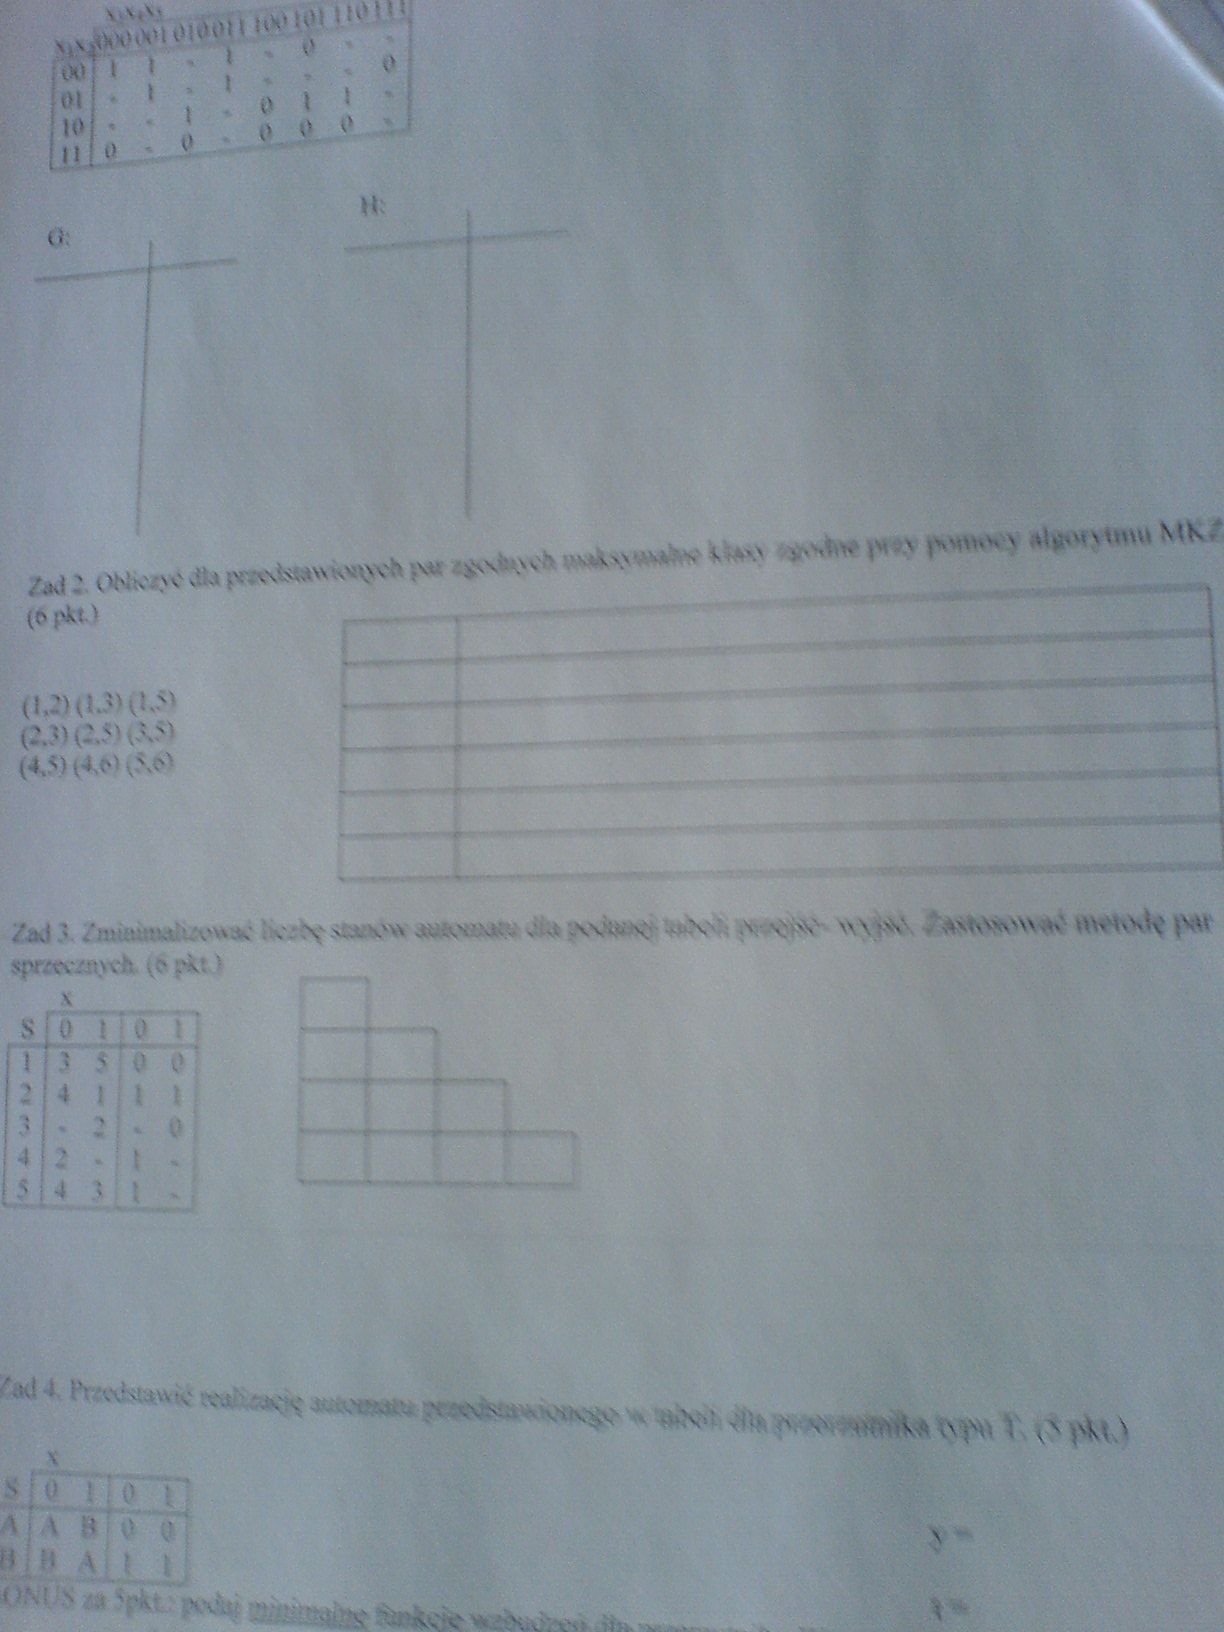 000 001 010 011 100 101 110 111
00 1 1 - 1 - 0 - -
01 - 1 - 1 - - - 0
10 - - 1 - 0 1 1 -
11 0 - 0 - 0 0 0 -
H:
G:
Zad 2. Obliczyć dla przedstawionych par zgodnych maksymalne klasy zgodne przy pomocy algorytmu MKZ
(6 pkt.)
(1,2) (1,3) (1,5)
(2,3) (2,5) (3,5)
(4,5) (4,6) (5,6)
Zad 3. Zminimalizować liczbę stanów automatu dla podanej tabeli przejść- wyjść. Zastosować metodę par
sprzecznych. (6 pkt.)
x
S 0 1 0 1
1 3 5 0 0
2 4 1 1 1
3 - 2 - 0
4 2 - 1 -
5 4 3 1 -
Zad 4. Przedstawić realizację automatu przedstawionego w tabeli dla przerzutnika typu T. (5 pkt.)
x
S 0 1 0 1
A A B 0 0
B B A 1 1
y =
ONUS za 5pkt.: podaj minimalne funkcje wzbudzeń dla